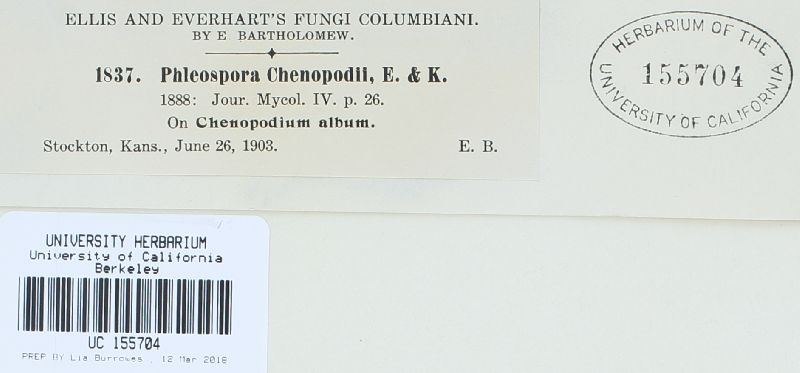 ELLIS AND EVERHART'S FUNGI COLUMBIANI.
BY E. BARTHOLOMEW.
1837. Phleospora Chenopodii, E. & K.
1888: Jour. Mycol. IV. p. 26.
On Chenopodium album.
Stockton, Kans., June 26, 1903. E. B.
HERBARIUM OF THE
155704
UNIVERSITY OF CALIFORNIA
UNIVERSITY HERBARIUM
University of California
Berkeley
UC 155704
PREP BY Lia Burrowes , 12 Mar 2018